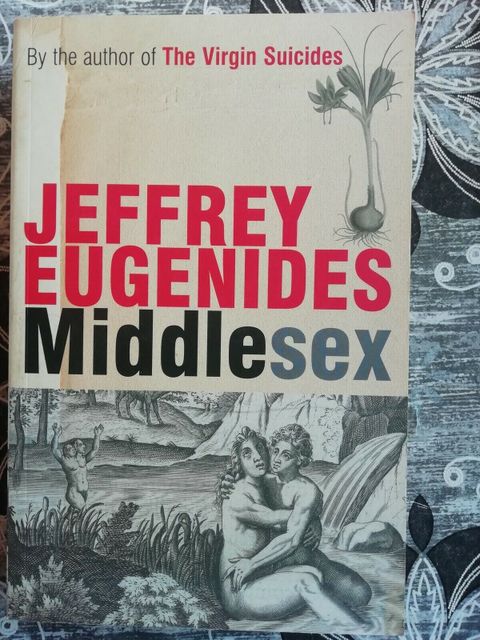 By the author of The Virgin Suicides
JEFFREY
EUGENIDES
Middlesex